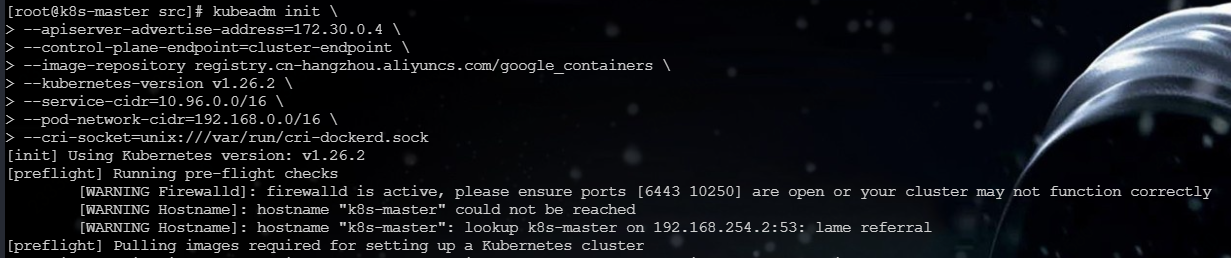 [root@k8s-master src]# kubeadm init \
> --apiserver-advertise-address=172.30.0.4 \
> --control-plane-endpoint=cluster-endpoint \
> --image-repository registry.cn-hangzhou.aliyuncs.com/google_containers \
> --kubernetes-version v1.26.2 \
> --service-cidr=10.96.0.0/16 \
> --pod-network-cidr=192.168.0.0/16 \
> --cri-socket=unix:///var/run/cri-dockerd.sock
[init] Using Kubernetes version: v1.26.2
[preflight] Running pre-flight checks
        [WARNING Firewalld]: firewalld is active, please ensure ports [6443 10250] are open or your cluster may not function correctly
        [WARNING Hostname]: hostname "k8s-master" could not be reached
        [WARNING Hostname]: hostname "k8s-master": lookup k8s-master on 192.168.254.2:53: lame referral
[preflight] Pulling images required for setting up a Kubernetes cluster